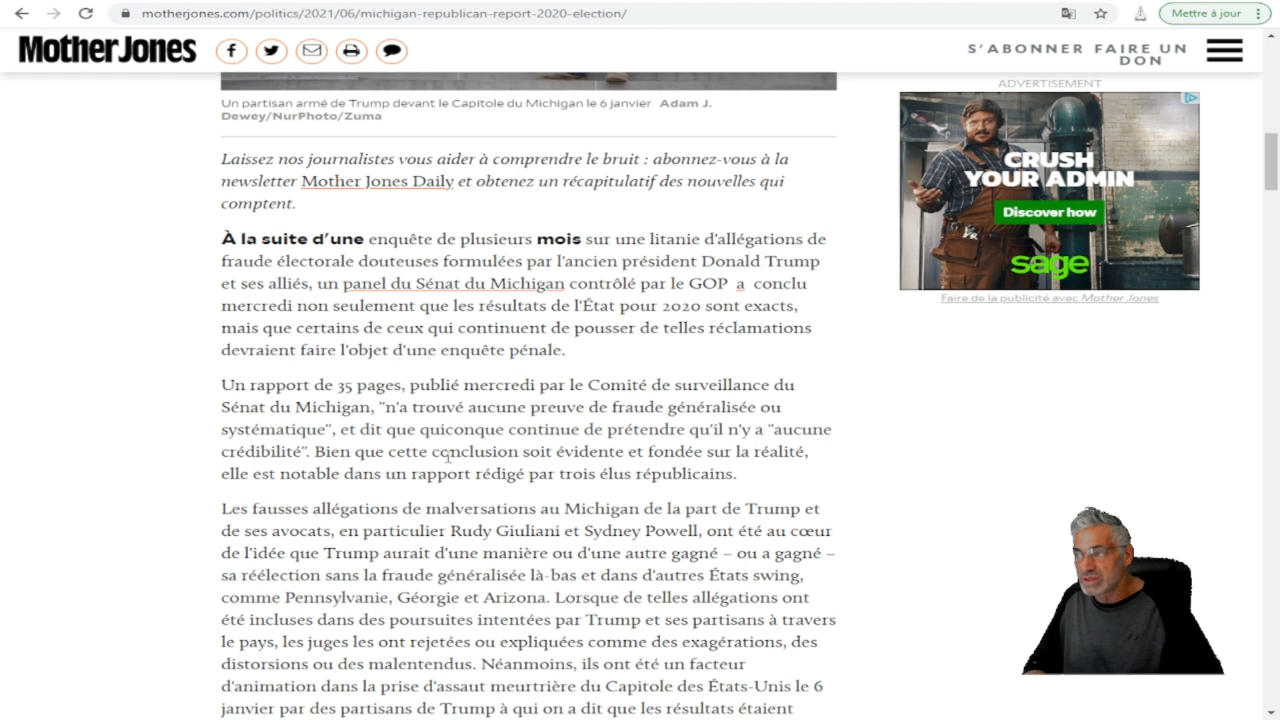 motherjones.com/politics/2021/06/michigan-republican-report-2020-election/
Mettre à jour
Mother Jones
S'ABONNER FAIRE UN
DON
ADVERTISEMENT
Un partisan armé de Trump devant le Capitole du Michigan le 6 janvier Adam J.
Dewey/NurPhoto/Zuma
Laissez nos journalistes vous aider à comprendre le bruit : abonnez-vous à la
newsletter Mother Jones Daily et obtenez un récapitulatif des nouvelles qui
comptent.
CRUSH
YOUR ADMIN
Discover how
sage
Faire de la publicité avec Mother Jones
À la suite d'une enquête de plusieurs mois sur une litanie d'allégations de
fraude électorale douteuses formulées par l'ancien président Donald Trump
et ses alliés, un panel du Sénat du Michigan contrôlé par le GOP a conclu
mercredi non seulement que les résultats de l'État pour 2020 sont exacts,
mais que certains de ceux qui continuent de pousser de telles réclamations
devraient faire l'objet d'une enquête pénale.
Un rapport de 35 pages, publié mercredi par le Comité de surveillance du
Sénat du Michigan, "n'a trouvé aucune preuve de fraude généralisée ou
systématique", et dit que quiconque continue de prétendre qu'il n'y a "aucune
crédibilité". Bien que cette conclusion soit évidente et fondée sur la réalité,
elle est notable dans un rapport rédigé par trois élus républicains.
Les fausses allégations de malversations au Michigan de la part de Trump et
de ses avocats, en particulier Rudy Giuliani et Sydney Powell, ont été au cœur
de l'idée que Trump aurait d'une manière ou d'une autre gagné – ou a gagné –
sa réélection sans la fraude généralisée là-bas et dans d'autres États swing,
comme Pennsylvanie, Géorgie et Arizona. Lorsque de telles allégations ont
été incluses dans des poursuites intentées par Trump et ses partisans à travers
le pays, les juges les ont rejetées ou expliquées comme des exagérations, des
distorsions ou des malentendus. Néanmoins, ils ont été un facteur
d'animation dans la prise d'assaut meurtrière du Capitole des États-Unis le 6
janvier par des partisans de Trump à qui on a dit que les résultats étaient